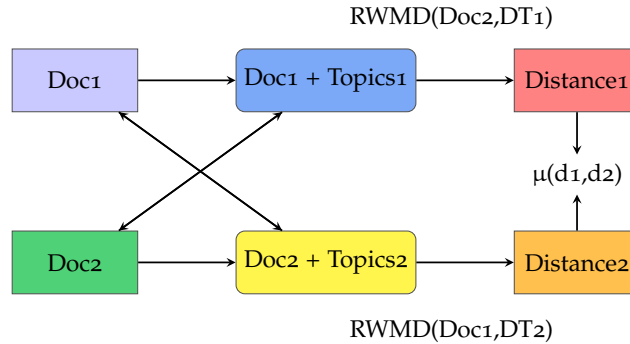 RWMD(Doc2,DT1)
Doc1
Doc1 + Topics1
Distance1
μ(d1,d2)
Doc2
Doc2 + Topics2
Distance2
RWMD(Doc1,DT2)